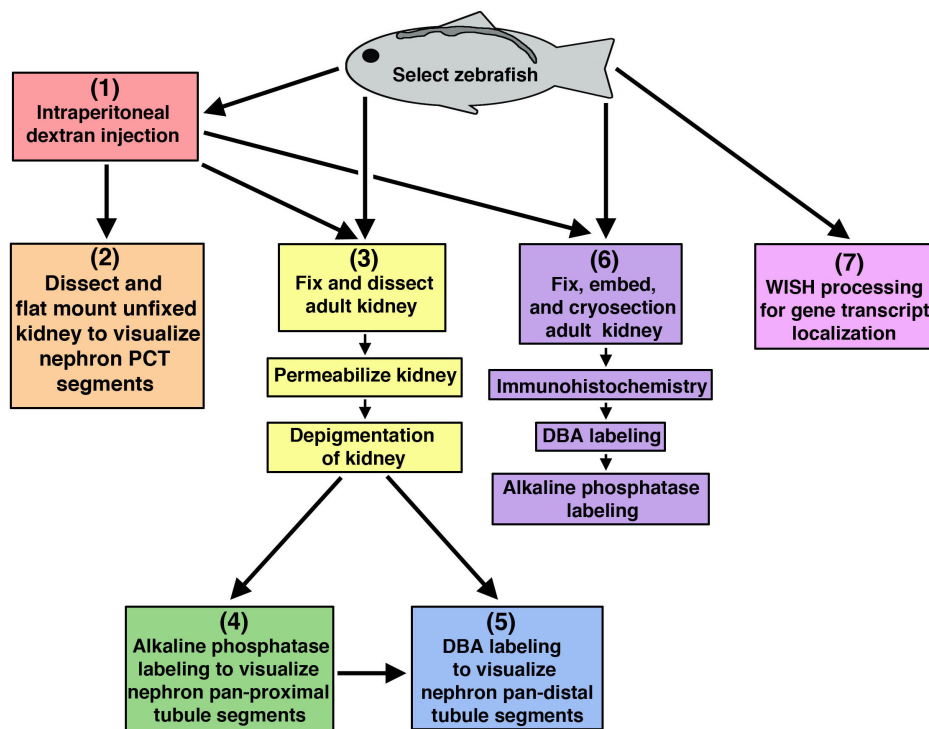 Select zebrafish
(1)
Intraperitoneal
dextran injection
(2)
Dissect and
flat mount unfixed
kidney to visualize
nephron PCT
segments
(3)
Fix and dissect
adult kidney
Permeabilize kidney
Depigmentation
of kidney
(4)
Alkaline phosphatase
labeling to visualize
nephron pan-proximal
tubule segments
(5)
DBA labeling
to visualize
nephron pan-distal
tubule segments
(6)
Fix, embed,
and cryosection
adult kidney
Immunohistochemistry
DBA labeling
Alkaline phosphatase
labeling
(7)
WISH processing
for gene transcript
localization